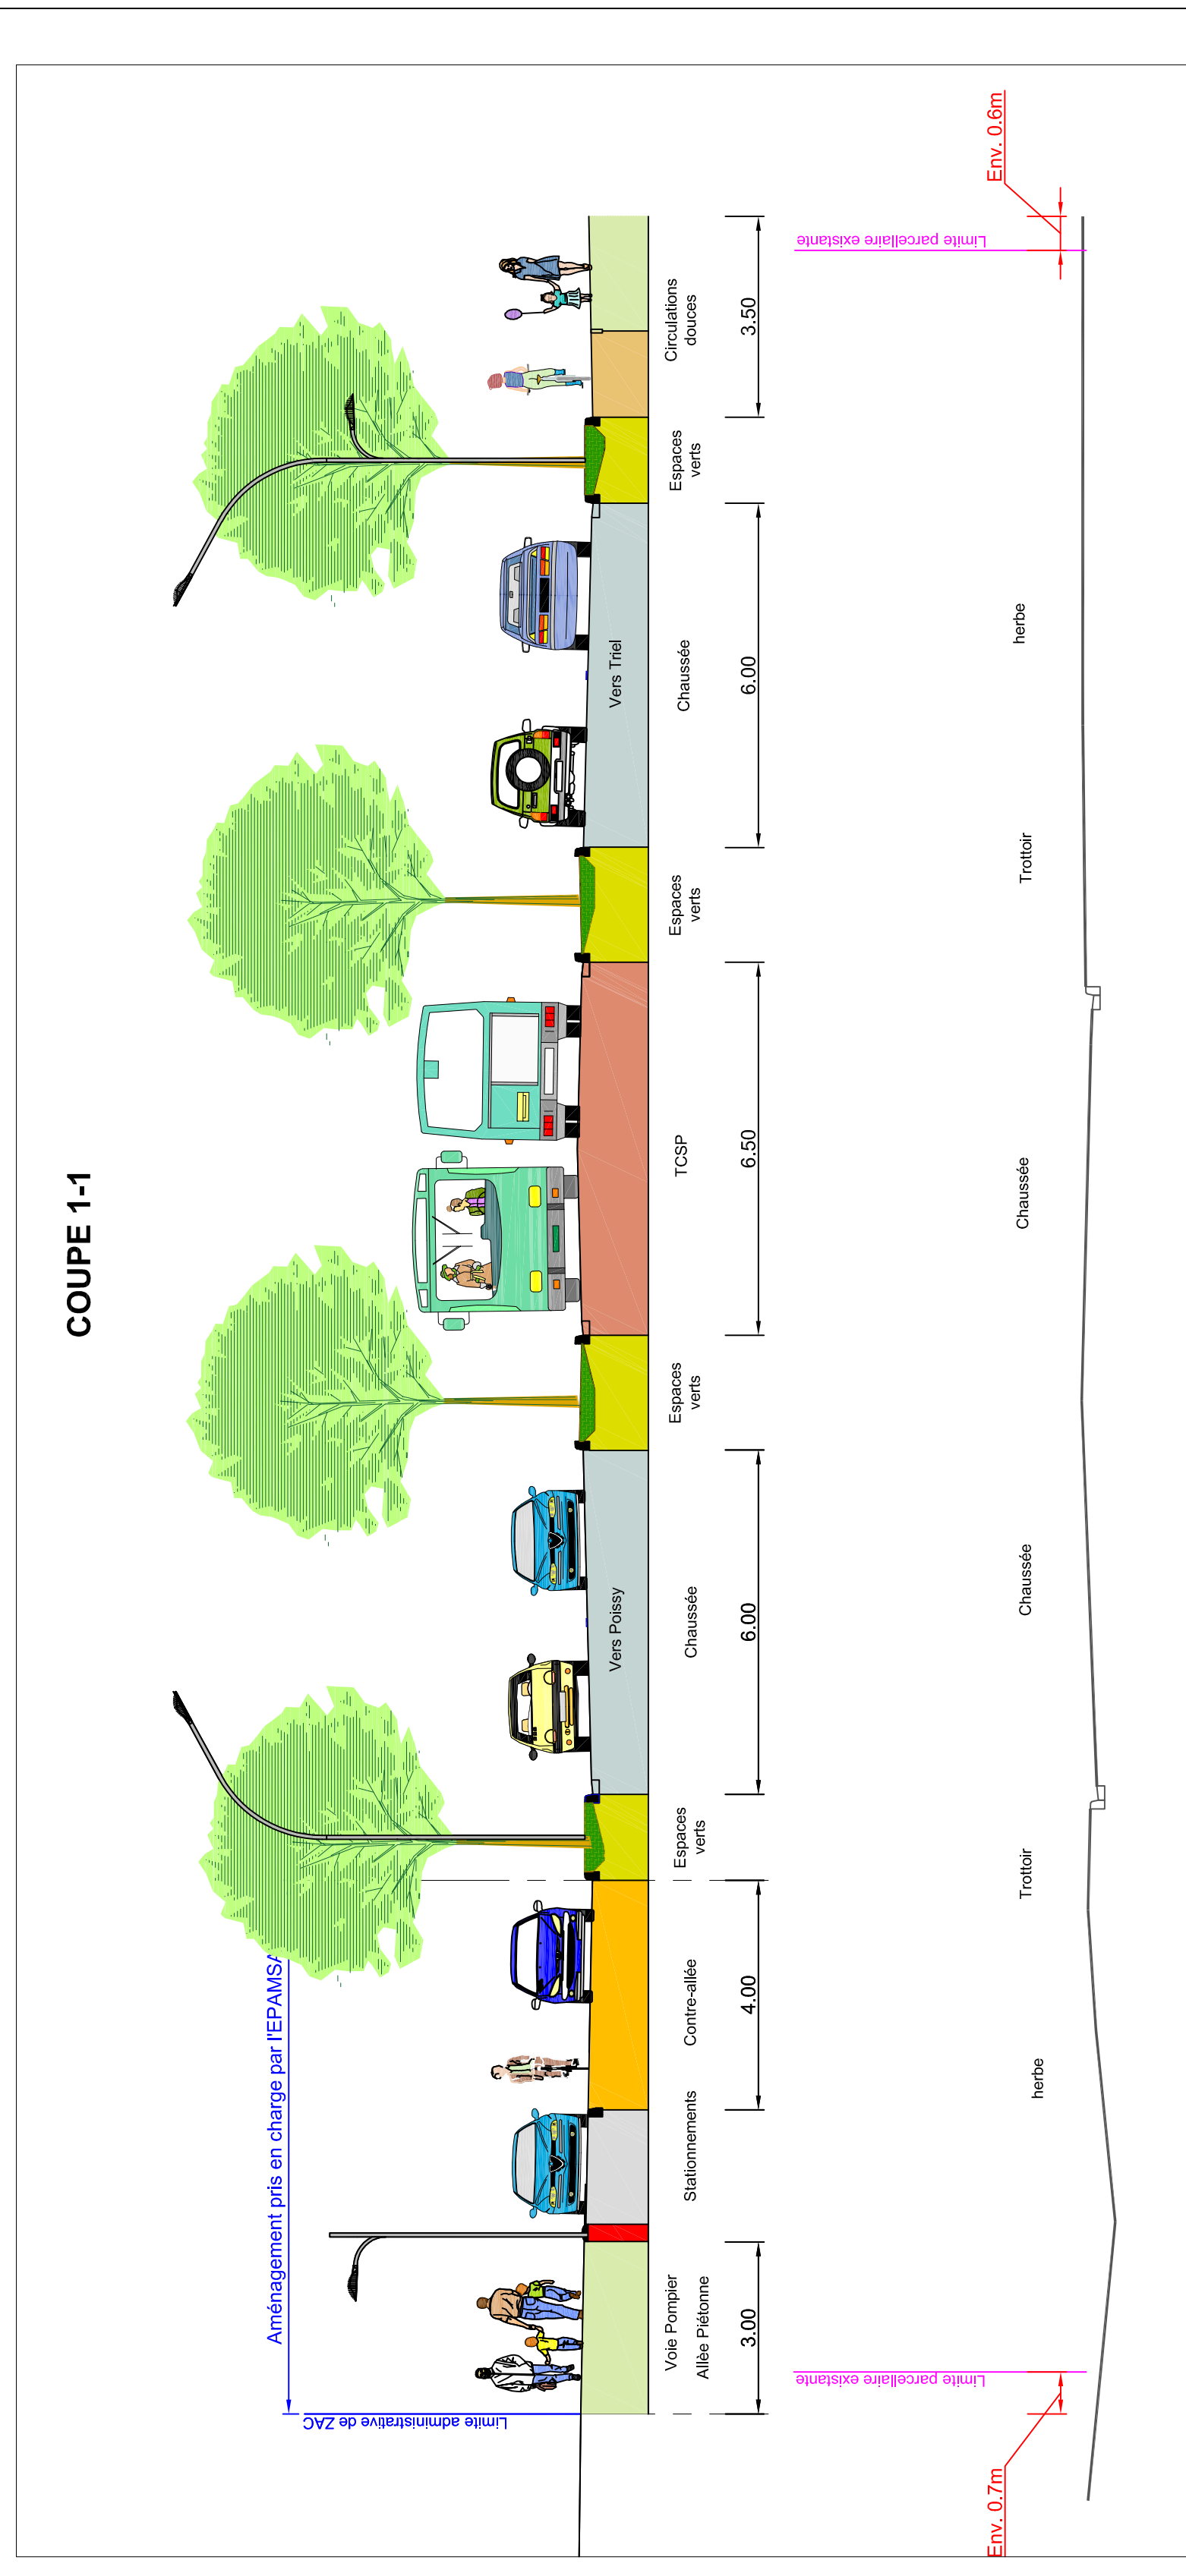 COUPE 1-1
Aménagement pris en charge par l'EPAMSA
Limite administrative de ZAC
Vers Poissy
Vers Triel
Voie Pompier
Allèe Piétonne
Stationnements
Contre-allée
Espaces
verts
Chaussée
Espaces
verts
TCSP
Espaces
verts
Chaussée
Espaces
verts
Circulations
douces
3.00
4.00
6.00
6.50
6.00
3.50
Limite parcellaire existante
Limite parcellaire existante
Env. 0.7m
herbe
Trottoir
Chaussée
Chaussée
Trottoir
herbe
Env. 0.6m